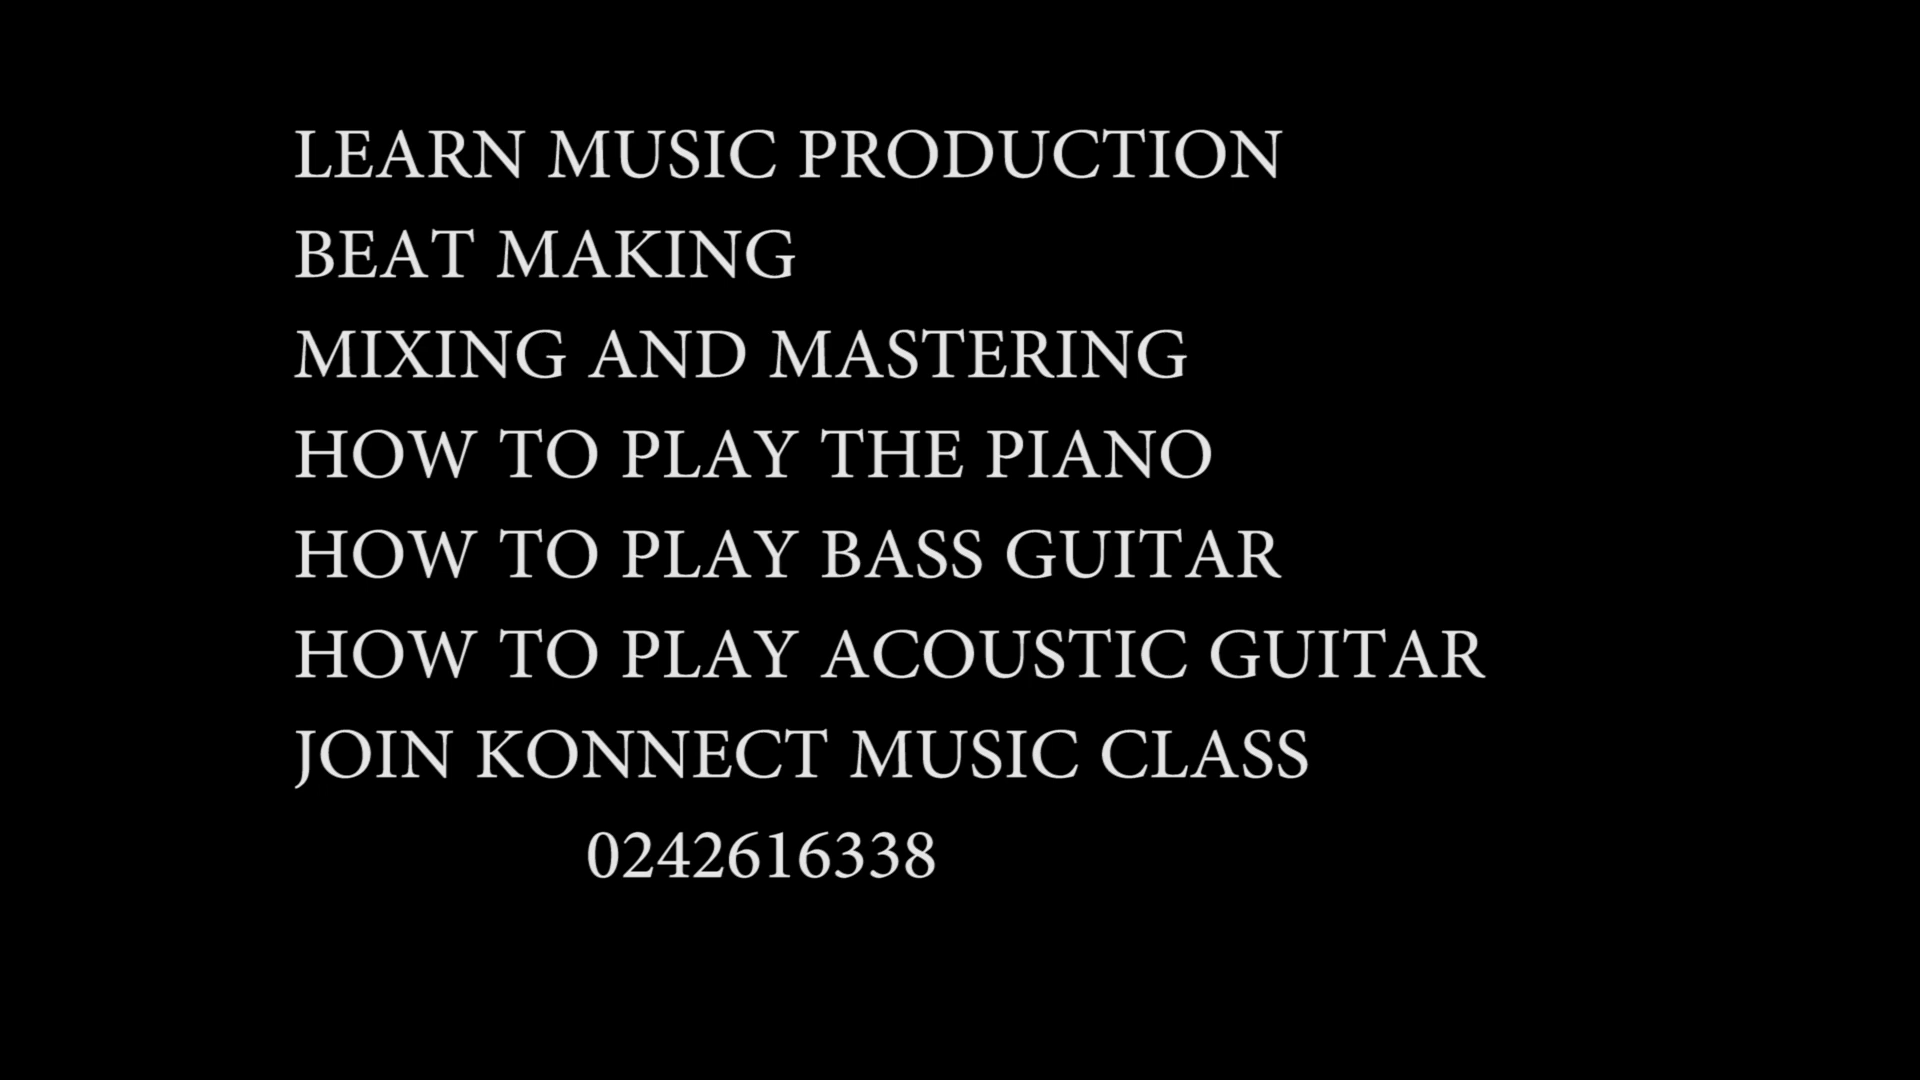 LEARN MUSIC PRODUCTION
BEAT MAKING
MIXING AND MASTERING
HOW TO PLAY THE PIANO
HOW TO PLAY BASS GUITAR
HOW TO PLAY ACOUSTIC GUITAR
JOIN KONNECT MUSIC CLASS
0242616338